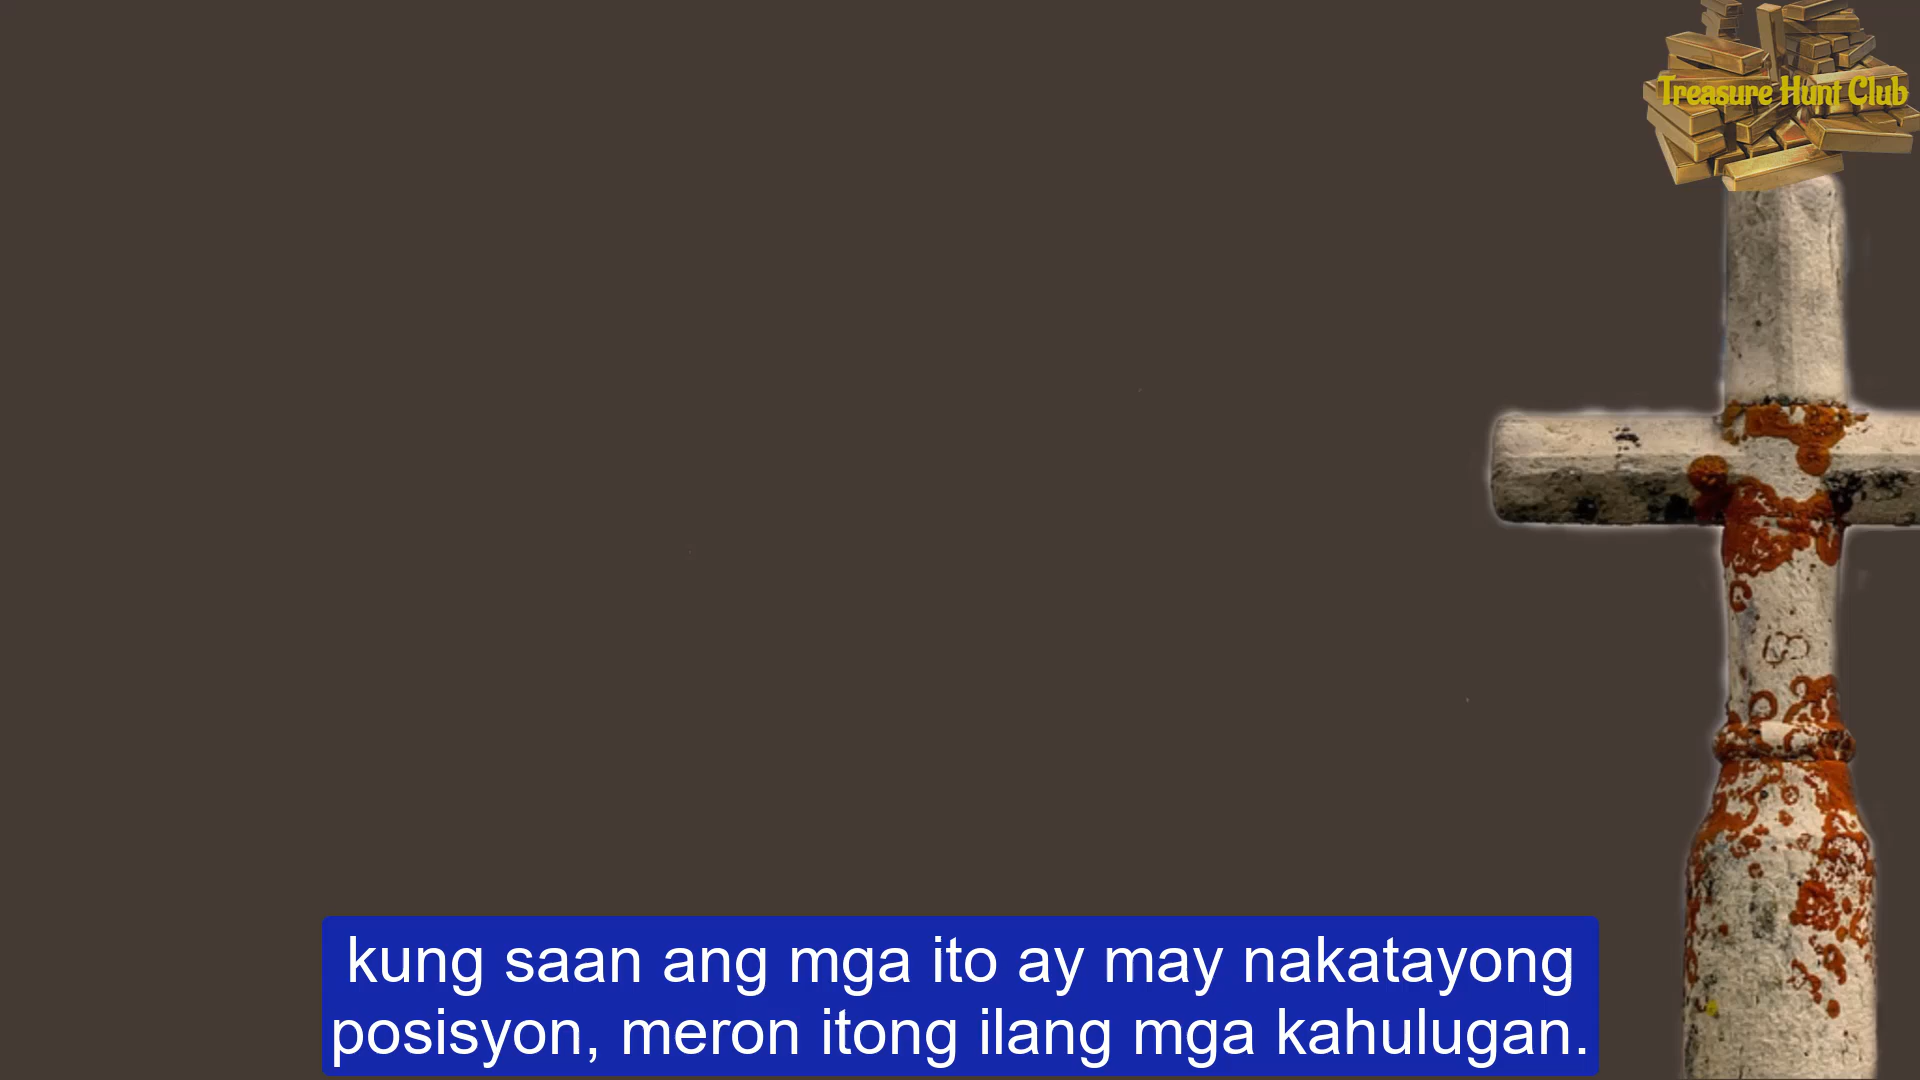 Treasure Hunt Club
kung saan ang mga ito ay may nakatayong
posisyon, meron itong ilang mga kahulugan.